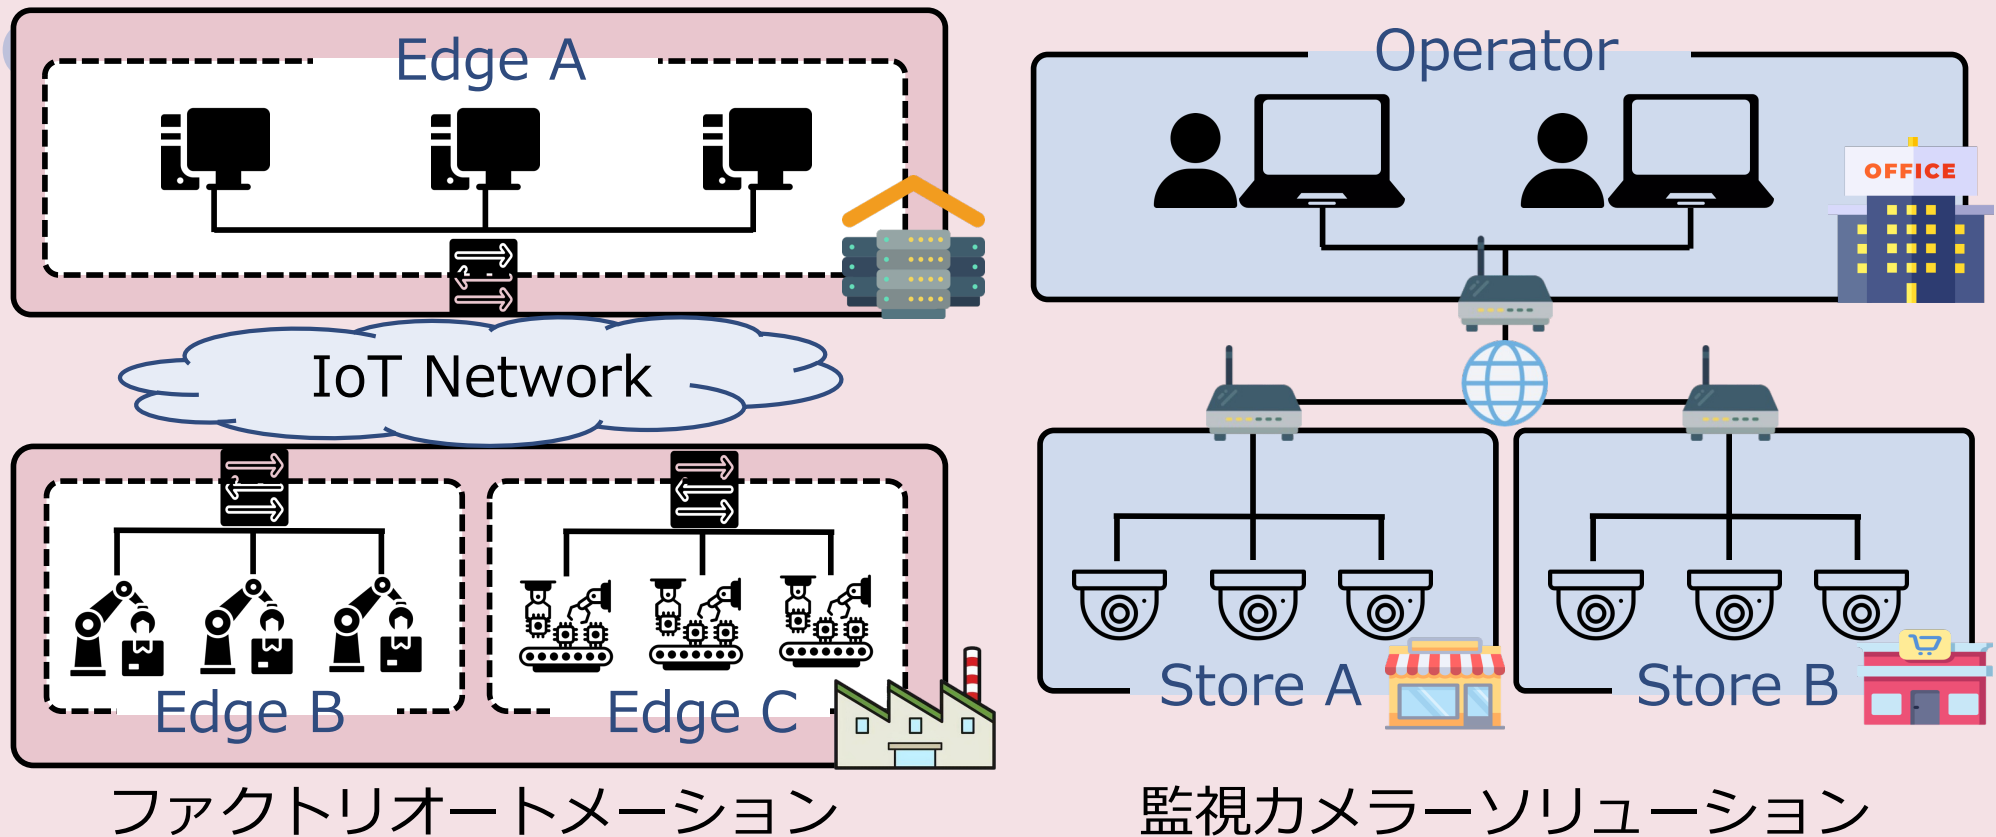 Edge A
IoT Network
Edge B
Edge C
ファクトリオートメーション
Operator
OFFICE
Store A
Store B
監視カメラーソリューション